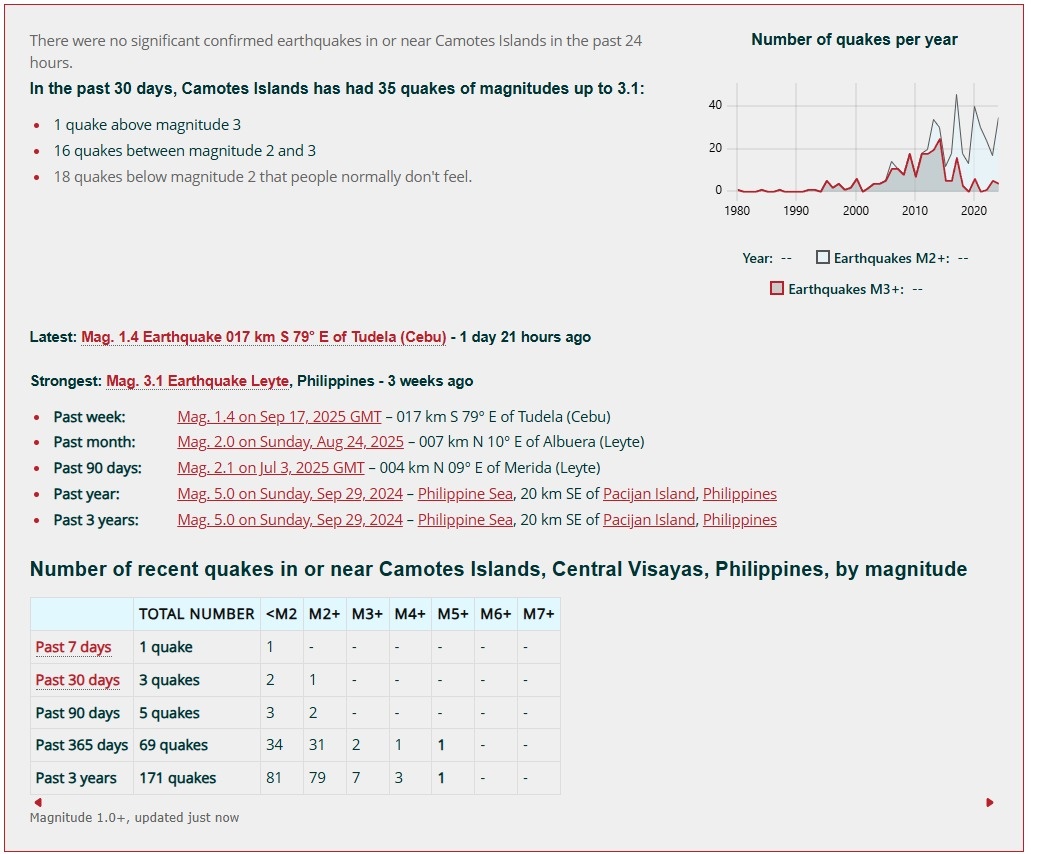 There were no significant confirmed earthquakes in or near Camotes Islands in the past 24
hours.
In the past 30 days, Camotes Islands has had 35 quakes of magnitudes up to 3.1:
• 1 quake above magnitude 3
• 16 quakes between magnitude 2 and 3
• 18 quakes below magnitude 2 that people normally don't feel.
Number of quakes per year
40
20
0
1980 1990 2000 2010 2020
Year: -- Earthquakes M2+: --
Earthquakes M3+: --
Latest: Mag. 1.4 Earthquake 017 km S 79° E of Tudela (Cebu) - 1 day 21 hours ago
Strongest: Mag. 3.1 Earthquake Leyte, Philippines - 3 weeks ago
• Past week: Mag. 1.4 on Sep 17, 2025 GMT – 017 km S 79° E of Tudela (Cebu)
• Past month: Mag. 2.0 on Sunday, Aug 24, 2025 – 007 km N 10° E of Albuera (Leyte)
• Past 90 days: Mag. 2.1 on Jul 3, 2025 GMT – 004 km N 09° E of Merida (Leyte)
• Past year: Mag. 5.0 on Sunday, Sep 29, 2024 – Philippine Sea, 20 km SE of Pacijan Island, Philippines
• Past 3 years: Mag. 5.0 on Sunday, Sep 29, 2024 – Philippine Sea, 20 km SE of Pacijan Island, Philippines
Number of recent quakes in or near Camotes Islands, Central Visayas, Philippines, by magnitude
TOTAL NUMBER <M2 M2+ M3+ M4+ M5+ M6+ M7+
Past 7 days 1 quake 1 - - - - - -
Past 30 days 3 quakes 2 1 - - - - -
Past 90 days 5 quakes 3 2 - - - - -
Past 365 days 69 quakes 34 31 2 1 1 - -
Past 3 years 171 quakes 81 79 7 3 1 - -
Magnitude 1.0+, updated just now